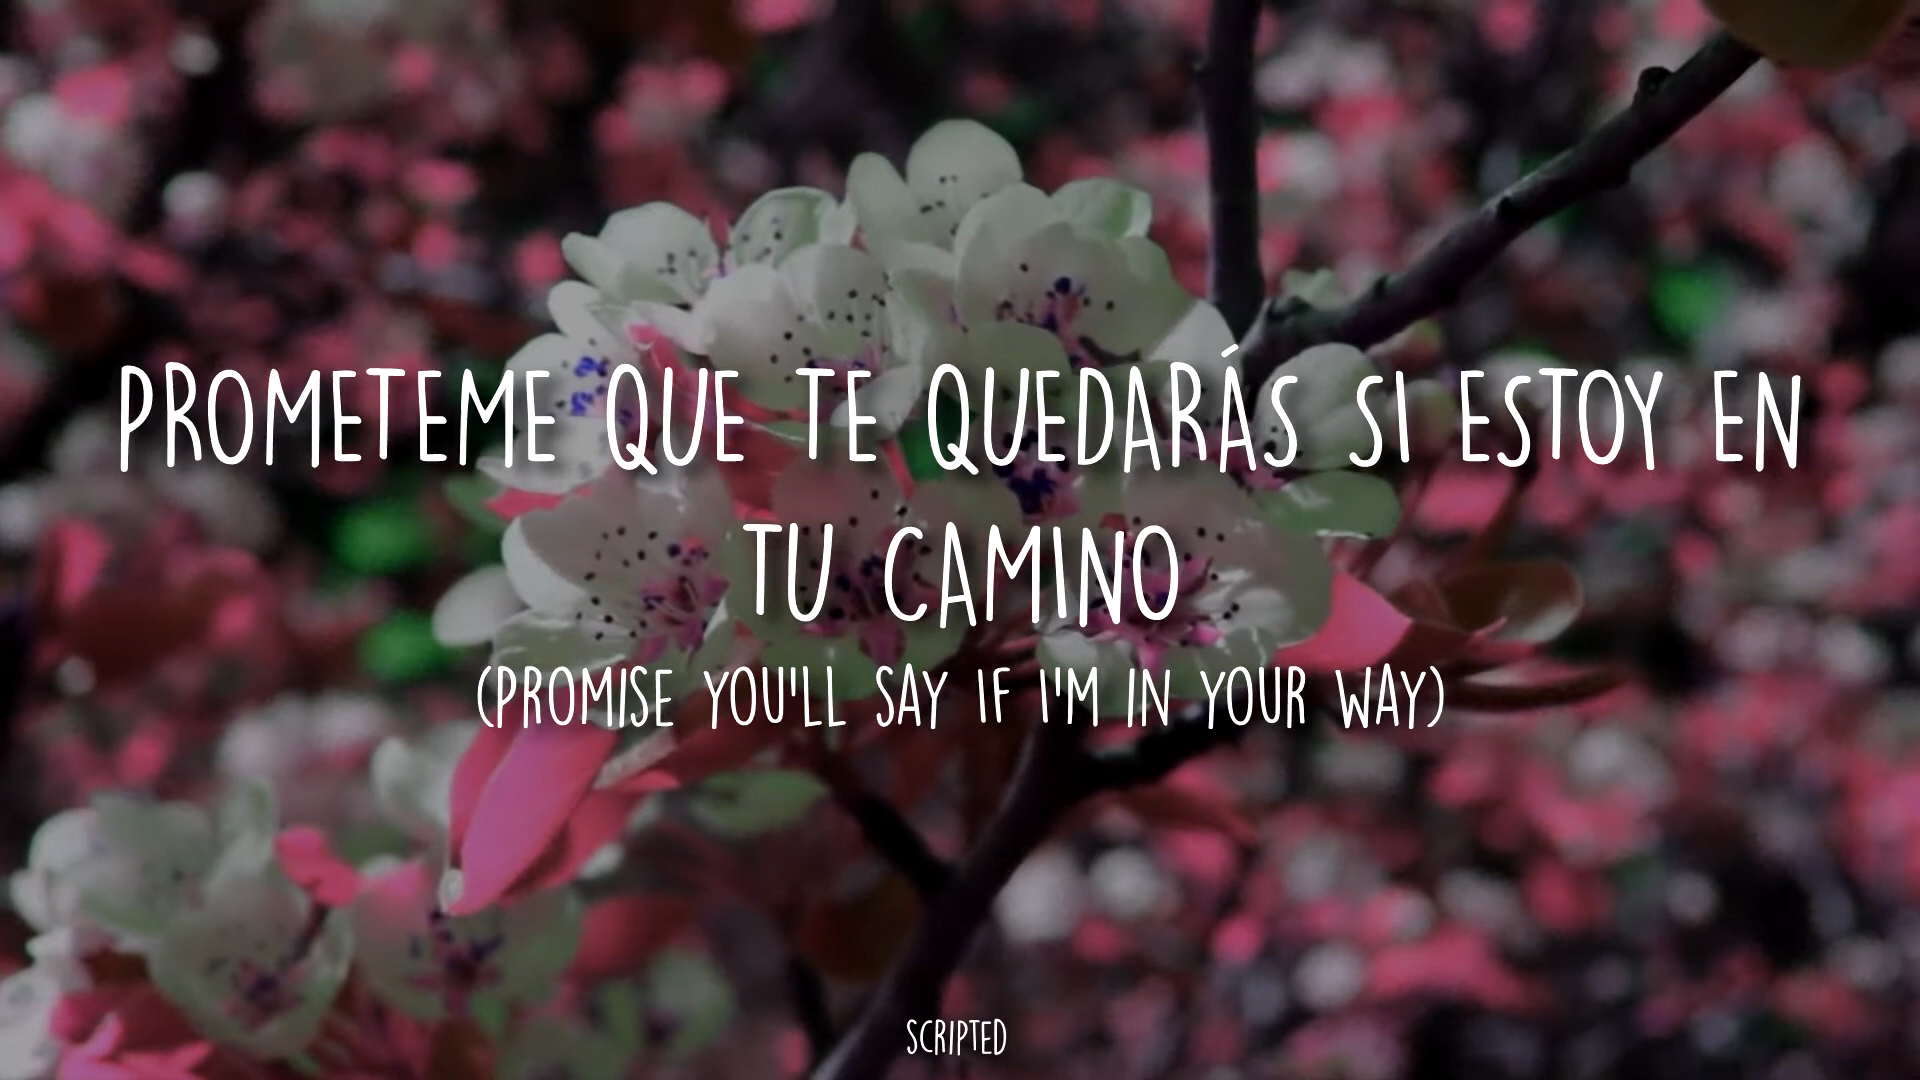 PROMETEME QUE TE QUEDARÁS SI ESTOY EN
TU CAMINO
(PROMISE YOU'LL SAY IF I'M IN YOUR WAY)
SCRIPTED